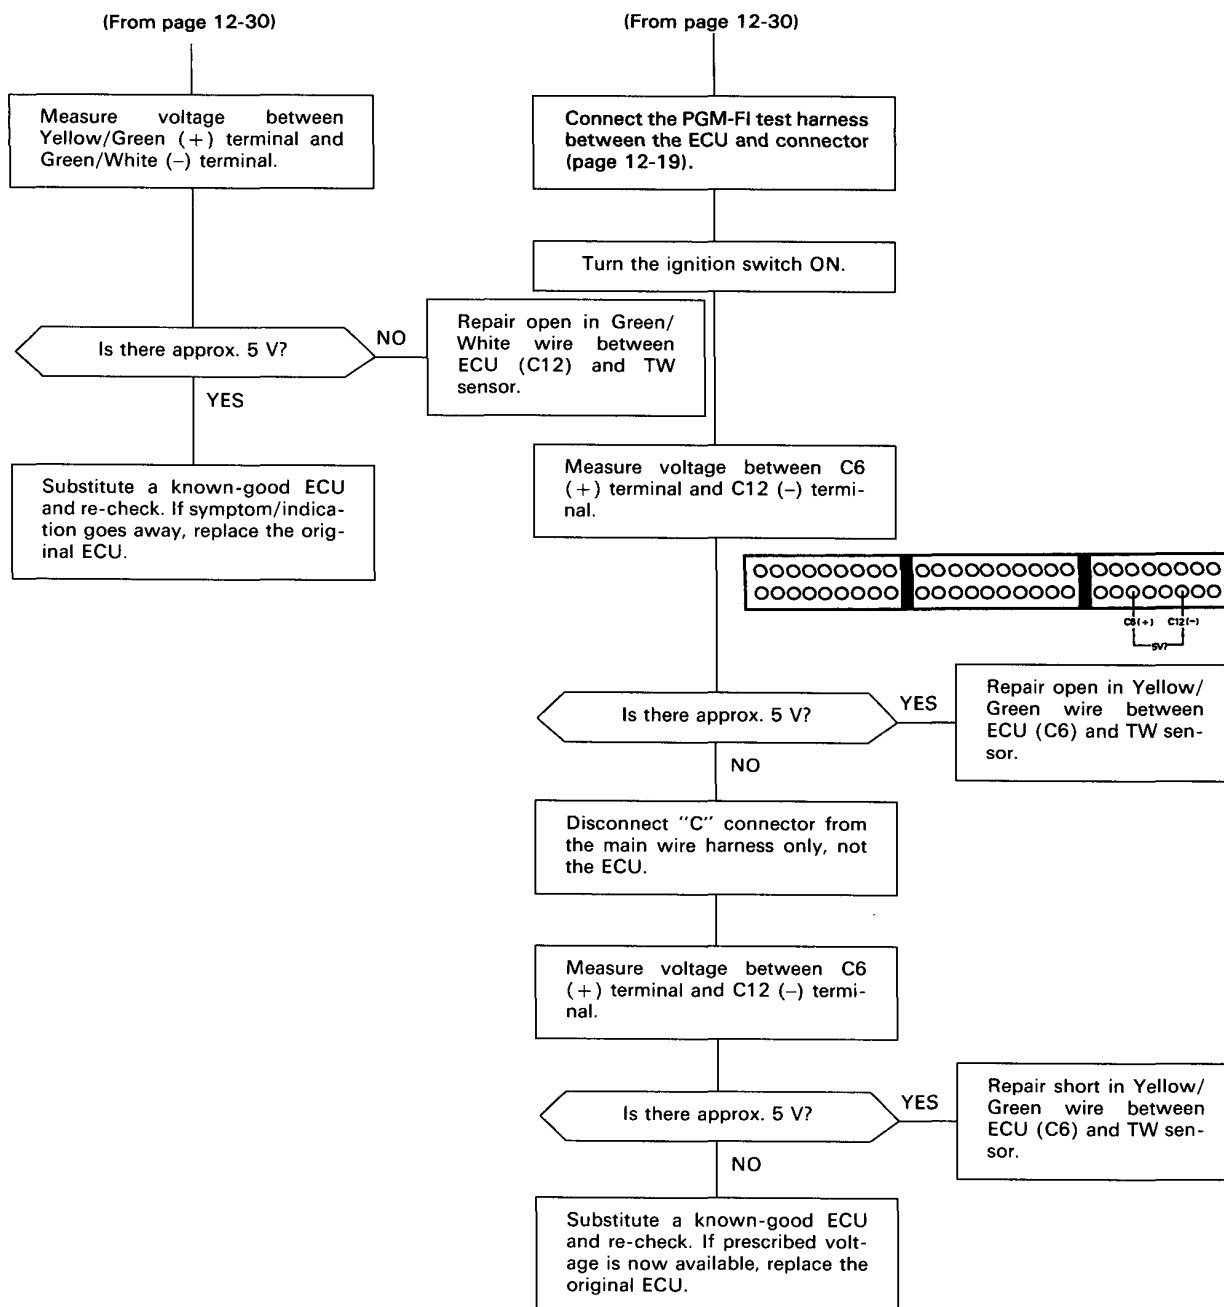 (From page 12-30)
Measure voltage between
Yellow/Green (+) terminal and
Green/White (–) terminal.
Is there approx. 5 V?
NO
Repair open in Green/
White wire between
ECU (C12) and TW
sensor.
YES
Substitute a known-good ECU
and re-check. If symptom/indica-
tion goes away, replace the orig-
inal ECU.
(From page 12-30)
Connect the PGM-FI test harness
between the ECU and connector
(page 12-19).
Turn the ignition switch ON.
Measure voltage between C6
(+) terminal and C12 (–) termi-
nal.
C6(+) C12(–)
5V?
Is there approx. 5 V?
YES
Repair open in Yellow/
Green wire between
ECU (C6) and TW sen-
sor.
NO
Disconnect "C" connector from
the main wire harness only, not
the ECU.
Measure voltage between C6
(+) terminal and C12 (–) termi-
nal.
Is there approx. 5 V?
YES
Repair short in Yellow/
Green wire between
ECU (C6) and TW sen-
sor.
NO
Substitute a known-good ECU
and re-check. If prescribed volt-
age is now available, replace the
original ECU.